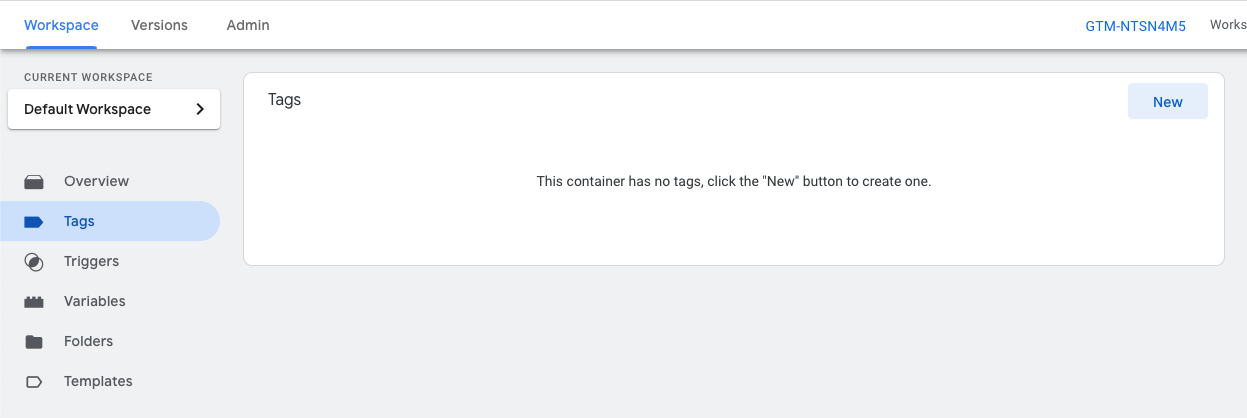 Workspace Versions Admin GTM-NTSN4M5 Works
CURRENT WORKSPACE
Default Workspace
Tags New
This container has no tags, click the "New" button to create one.
Overview
Tags
Triggers
Variables
Folders
Templates